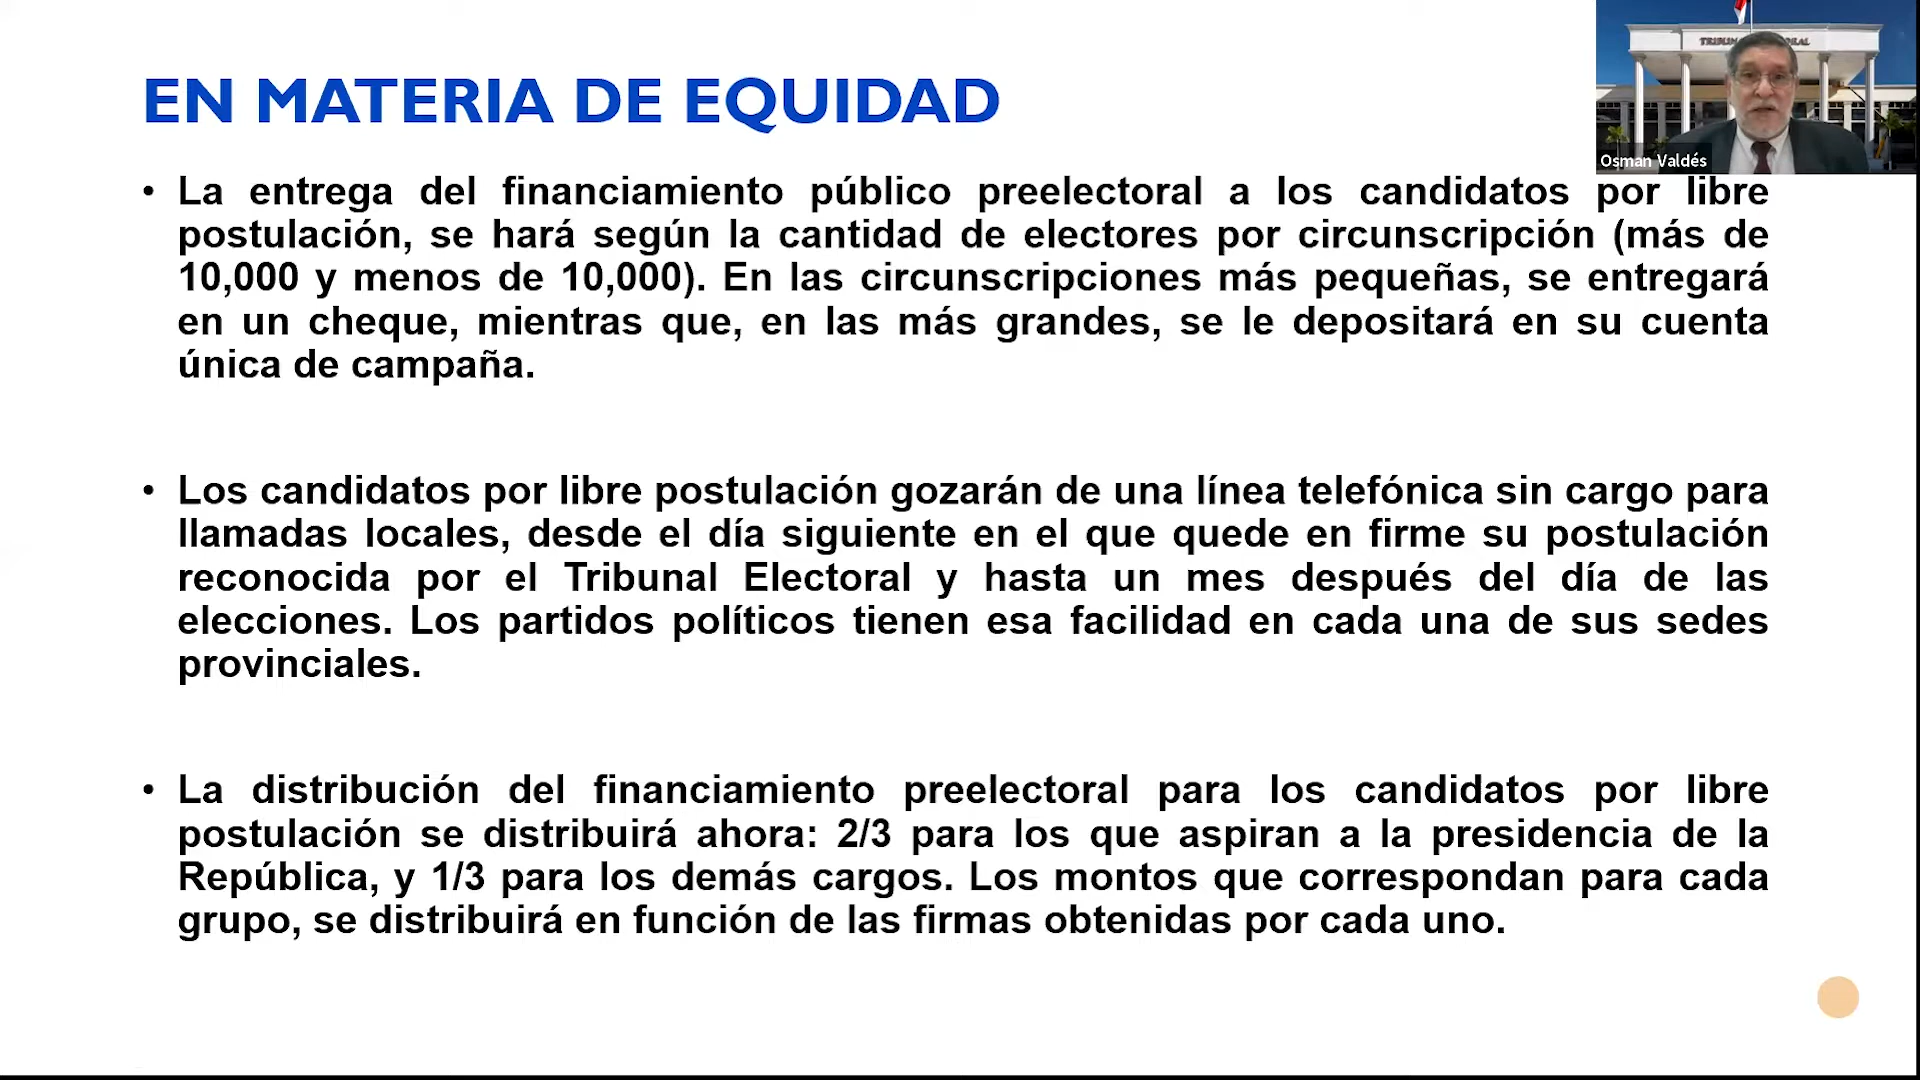 EN MATERIA DE EQUIDAD
Osman Valdés
• La entrega del financiamiento público preelectoral a los candidatos por libre
postulación, se hará según la cantidad de electores por circunscripción (más de
10,000 y menos de 10,000). En las circunscripciones más pequeñas, se entregará
en un cheque, mientras que, en las más grandes, se le depositará en su cuenta
única de campaña.
• Los candidatos por libre postulación gozarán de una línea telefónica sin cargo para
llamadas locales, desde el día siguiente en el que quede en firme su postulación
reconocida por el Tribunal Electoral y hasta un mes después del día de las
elecciones. Los partidos políticos tienen esa facilidad en cada una de sus sedes
provinciales.
• La distribución del financiamiento preelectoral para los candidatos por libre
postulación se distribuirá ahora: 2/3 para los que aspiran a la presidencia de la
República, y 1/3 para los demás cargos. Los montos que correspondan para cada
grupo, se distribuirá en función de las firmas obtenidas por cada uno.